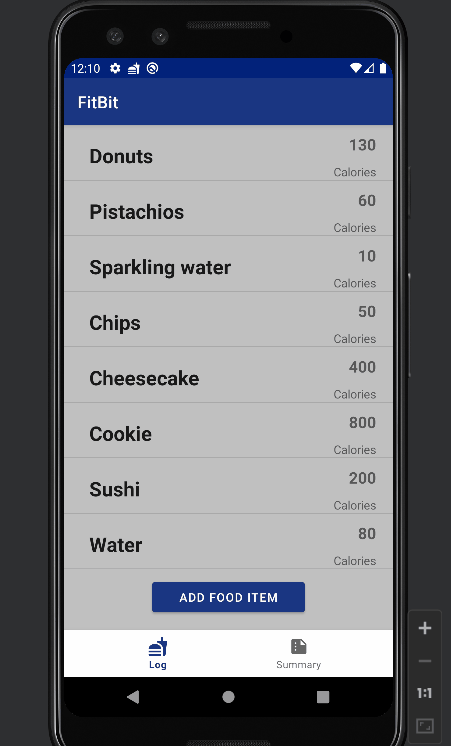 12:10
FitBit
Donuts
130
Calories
Pistachios
60
Calories
Sparkling water
10
Calories
Chips
50
Calories
Cheesecake
400
Calories
Cookie
800
Calories
Sushi
200
Calories
Water
80
Calories
ADD FOOD ITEM
Log
Summary
1:1